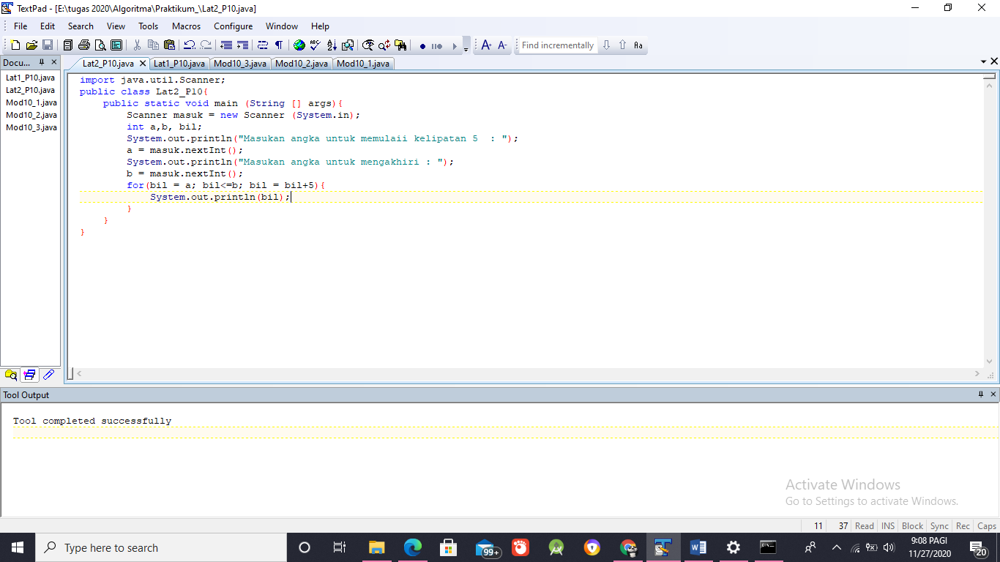 TextPad - [E:\tugas 2020\Algoritma\Praktikum_\Lat2_P10.java]
File Edit Search View Tools Macros Configure Window Help
Find incrementally Aa
Docu...
Lat2_P10.java Lat1_P10.java Mod10_3.java Mod10_2.java Mod10_1.java
Lat1_P10.java
Lat2_P10.java
Mod10_1.java
Mod10_2.java
Mod10_3.java
import java.util.Scanner;
public class Lat2_P10{
public static void main (String [] args){
Scanner masuk = new Scanner (System.in);
int a,b, bil;
System.out.println("Masukan angka untuk memulaii kelipatan 5  : ");
a = masuk.nextInt();
System.out.println("Masukan angka untuk mengakhiri : ");
b = masuk.nextInt();
for(bil = a; bil<=b; bil = bil+5){
System.out.println(bil);
}
}
}
Tool Output
Tool completed successfully
Activate Windows
Go to Settings to activate Windows.
11 37 Read INS Block Sync Rec Caps
Type here to search
99+
9:08 PAGI
11/27/2020
20